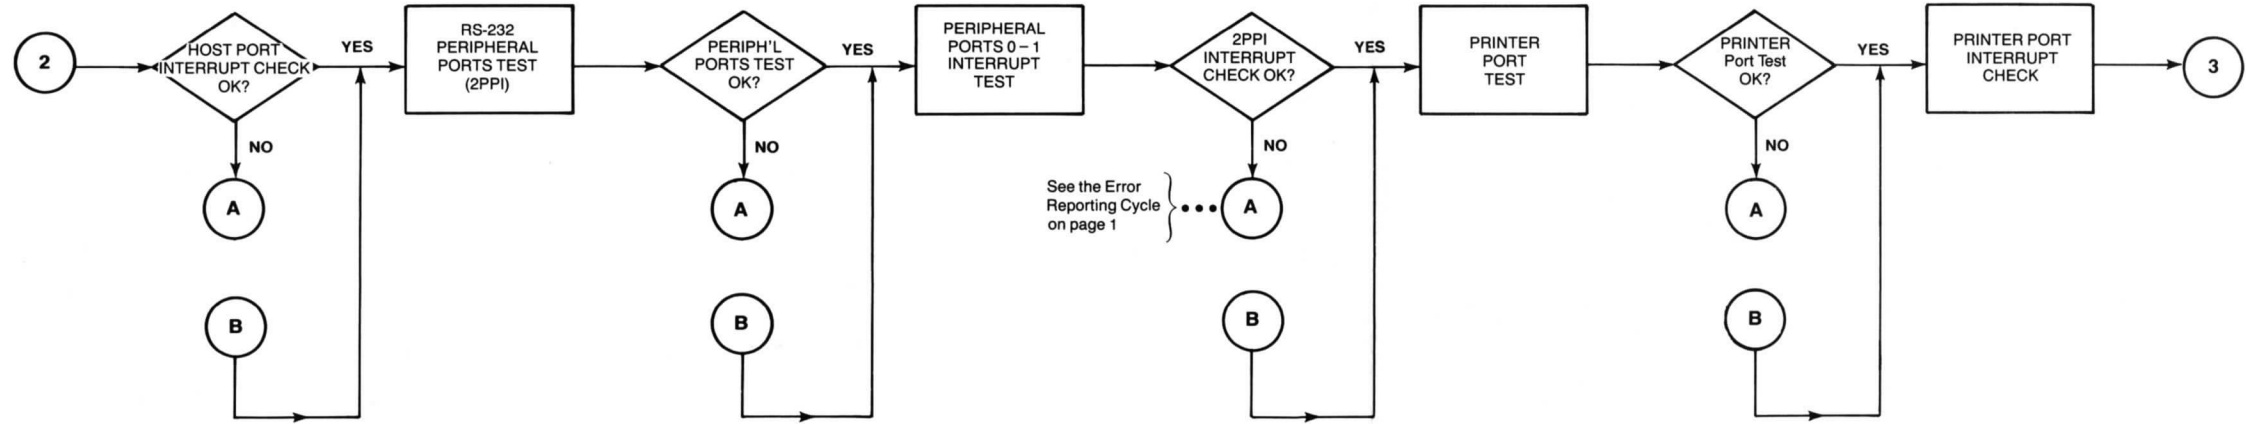 2
HOST PORT
INTERRUPT CHECK
OK?
YES
NO
A
B
RS-232
PERIPHERAL
PORTS TEST
(2PPI)
PERIPH'L
PORTS TEST
OK?
YES
NO
A
B
PERIPHERAL
PORTS 0 – 1
INTERRUPT
TEST
2PPI
INTERRUPT
CHECK OK?
YES
NO
See the Error
Reporting Cycle
on page 1
A
B
PRINTER
PORT
TEST
PRINTER
Port Test
OK?
YES
NO
A
B
PRINTER PORT
INTERRUPT
CHECK
3